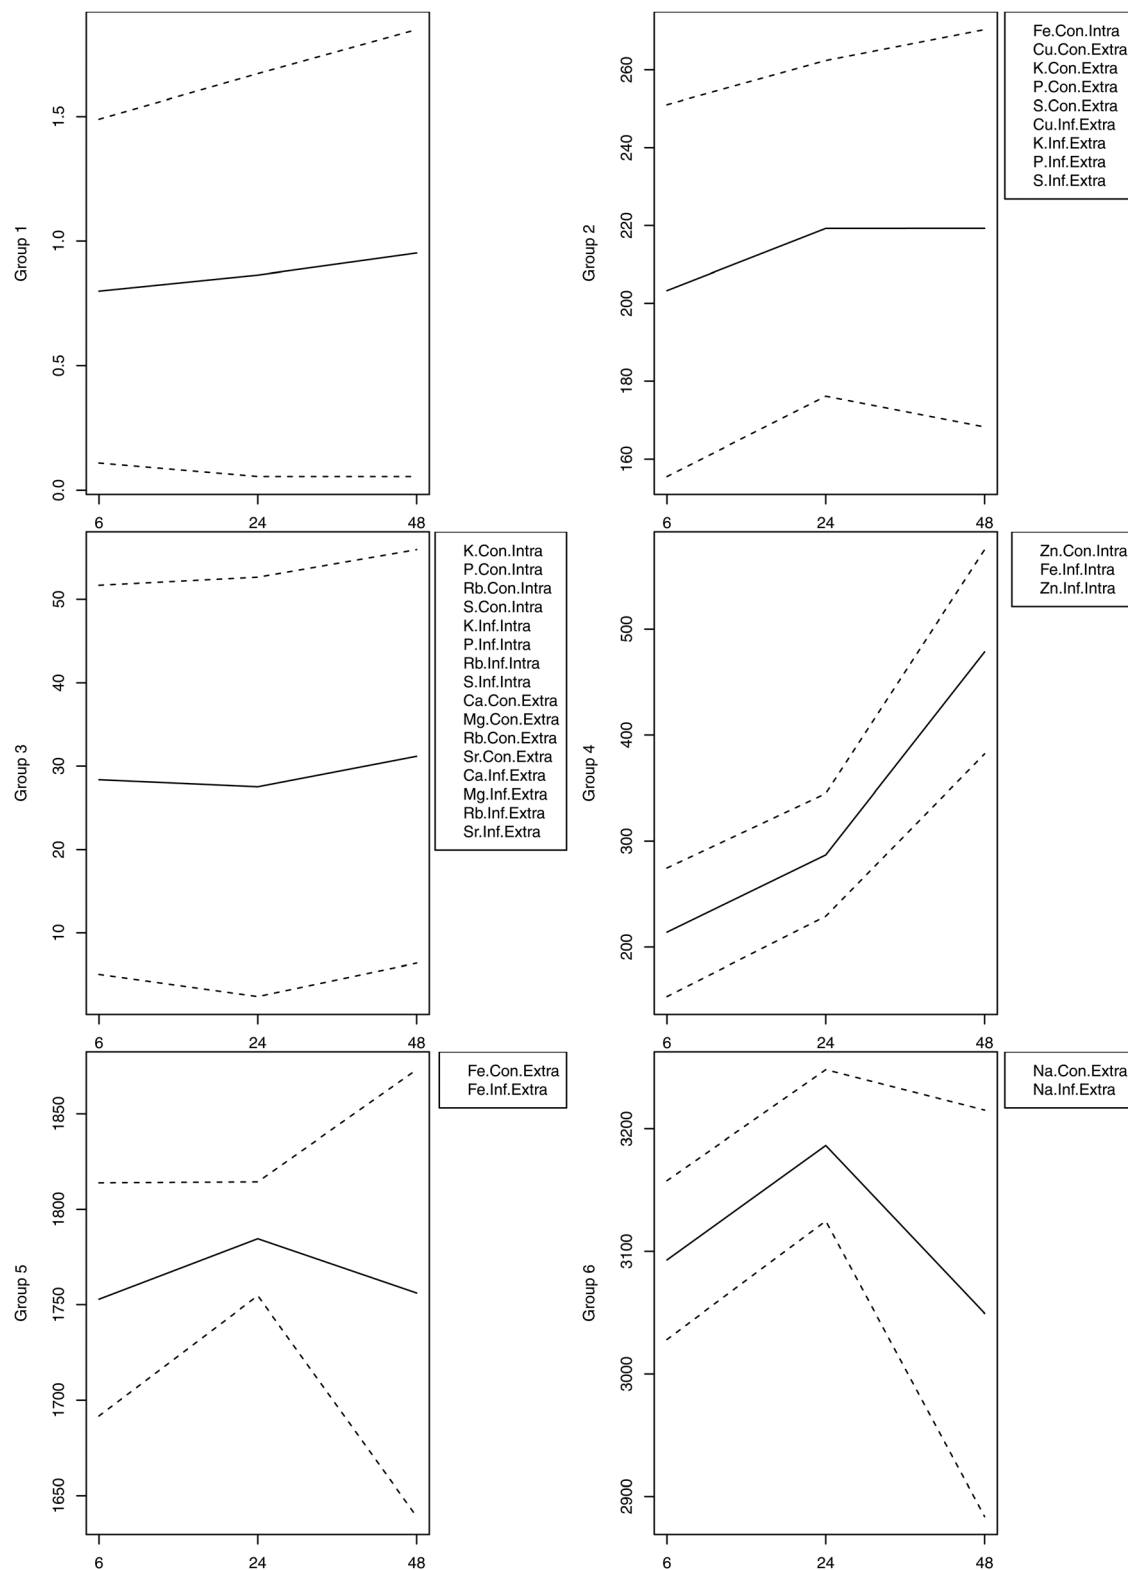 Group 1
1.5
1.0
0.5
0.0
6
24
48
Group 2
260
240
220
200
180
160
6
24
48
Fe.Con.Intra
Cu.Con.Extra
K.Con.Extra
P.Con.Extra
S.Con.Extra
Cu.Inf.Extra
K.Inf.Extra
P.Inf.Extra
S.Inf.Extra
Group 3
50
40
30
20
10
6
24
48
K.Con.Intra
P.Con.Intra
Rb.Con.Intra
S.Con.Intra
K.Inf.Intra
P.Inf.Intra
Rb.Inf.Intra
S.Inf.Intra
Ca.Con.Extra
Mg.Con.Extra
Rb.Con.Extra
Sr.Con.Extra
Ca.Inf.Extra
Mg.Inf.Extra
Rb.Inf.Extra
Sr.Inf.Extra
Group 4
500
400
300
200
6
24
48
Zn.Con.Intra
Fe.Inf.Intra
Zn.Inf.Intra
Group 5
1850
1800
1750
1700
1650
6
24
48
Fe.Con.Extra
Fe.Inf.Extra
Group 6
3200
3100
3000
2900
6
24
48
Na.Con.Extra
Na.Inf.Extra